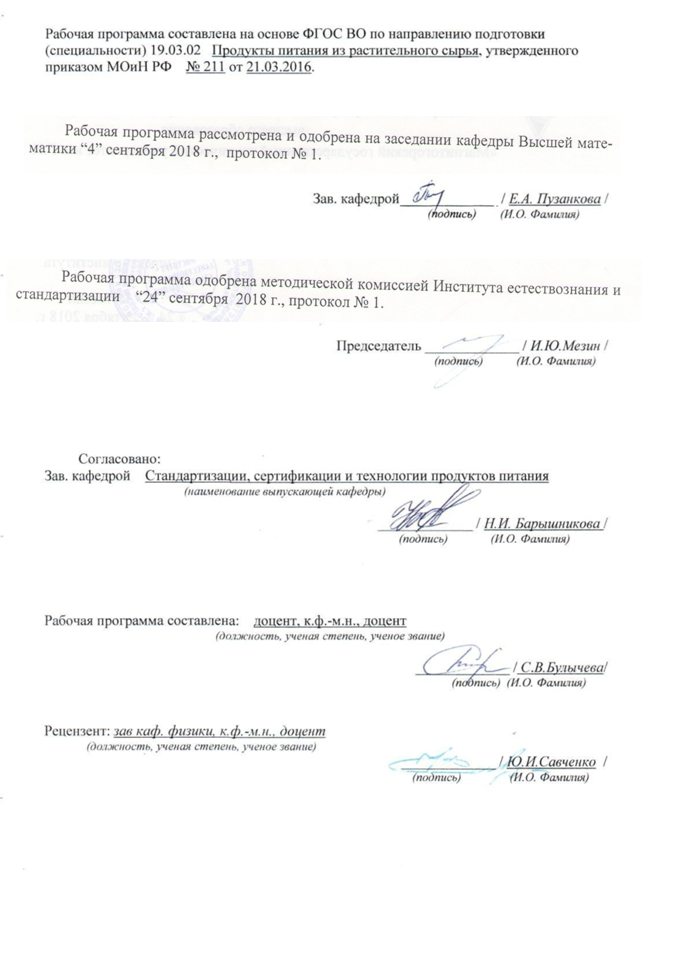 Рабочая программа составлена на основе ФГОС ВО по направлению подготовки
(специальности) 19.03.02 Продукты питания из растительного сырья, утвержденного
приказом МОиН РФ № 211 от 21.03.2016.
Рабочая программа рассмотрена и одобрена на заседании кафедры Высшей мате-
матики “4” сентября 2018 г., протокол № 1.
Зав. кафедрой / Е.А. Пузанкова /
(подпись) (И.О. Фамилия)
Рабочая программа одобрена методической комиссией Института естествознания и
стандартизации “24” сентября 2018 г., протокол № 1.
Председатель / И.Ю.Мезин /
(подпись) (И.О. Фамилия)
Согласовано:
Зав. кафедрой Стандартизации, сертификации и технологии продуктов питания
(наименование выпускающей кафедры)
/ Н.И. Барышникова /
(подпись) (И.О. Фамилия)
Рабочая программа составлена: доцент, к.ф.-м.н., доцент
(должность, ученая степень, ученое звание)
/ С.В.Булычева/
(подпись) (И.О. Фамилия)
Рецензент: зав каф. физики, к.ф.-м.н., доцент
(должность, ученая степень, ученое звание)
/ Ю.И.Савченко /
(подпись) (И.О. Фамилия)